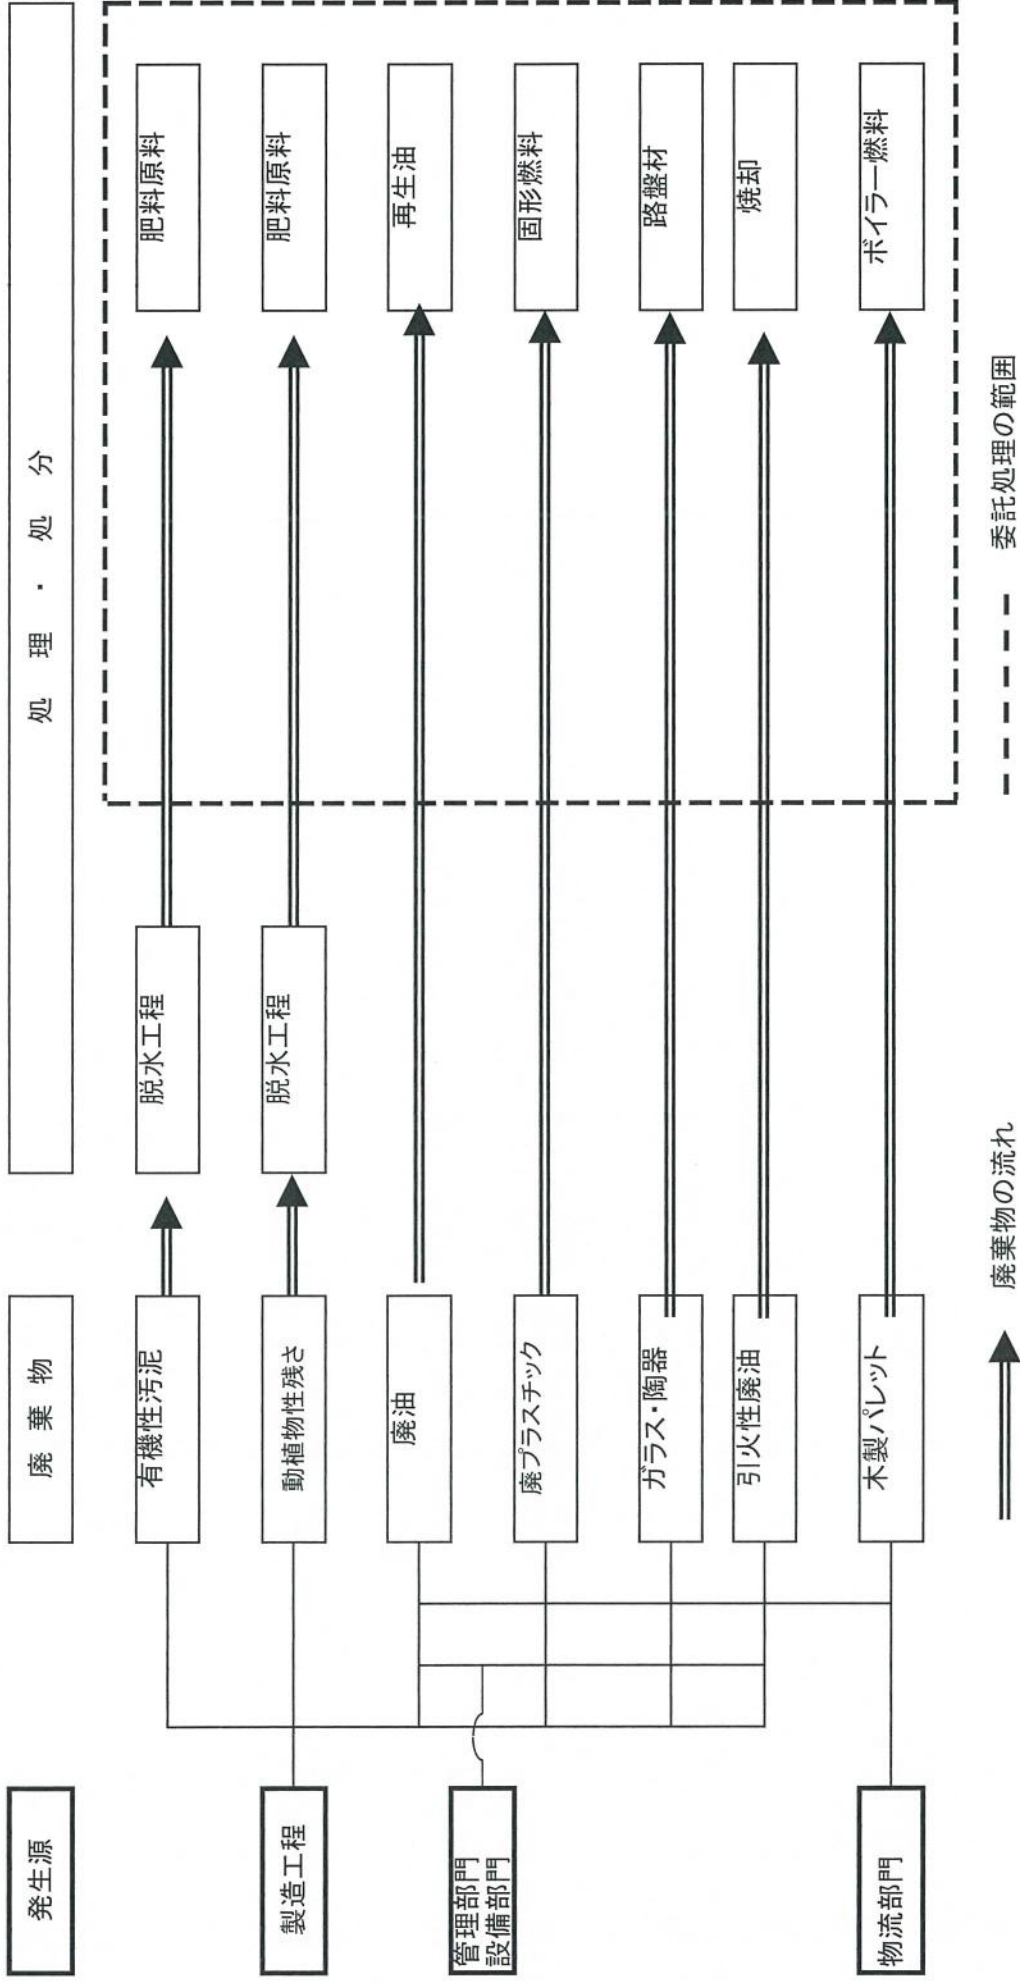 発生源
廃棄物
処理・処分
製造工程
管理部門
設備部門
物流部門
有機性汚泥
動植物性残さ
廃油
廃プラスチック
ガラス・陶器
引火性廃油
木製パレット
脱水工程
脱水工程
肥料原料
肥料原料
再生油
固形燃料
路盤材
焼却
ボイラー燃料
廃棄物の流れ
委託処理の範囲